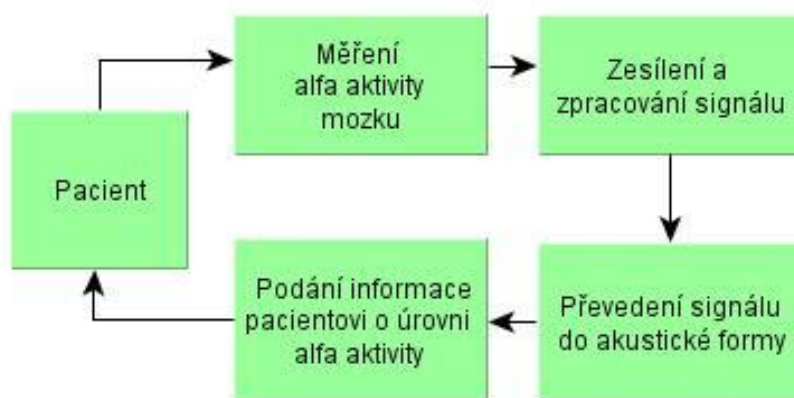 Pacient
Měření
alfa aktivity
mozku
Zesílení a
zpracování signálu
Převedení signálu
do akustické formy
Podání informace
pacientovi o úrovni
alfa aktivity